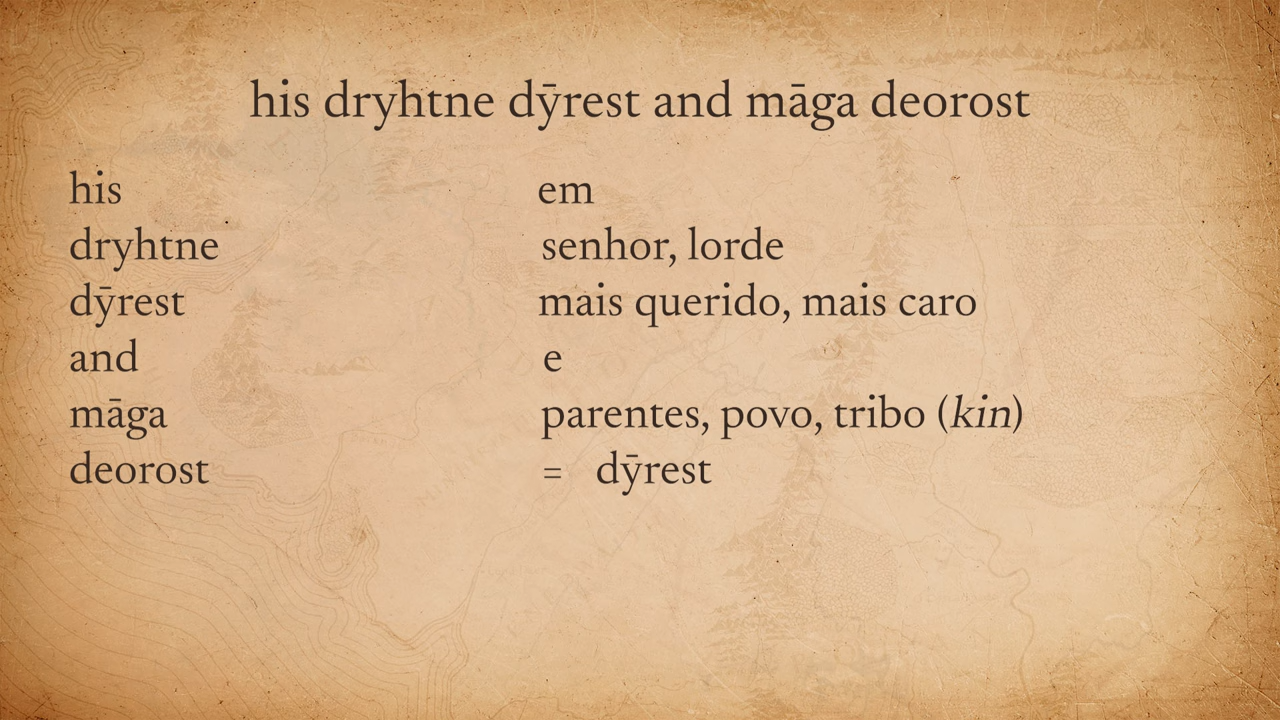 his dryhtne dȳrest and māga deorost
his em
dryhtne senhor, lorde
dȳrest mais querido, mais caro
and e
māga parentes, povo, tribo (kin)
deorost = dȳrest